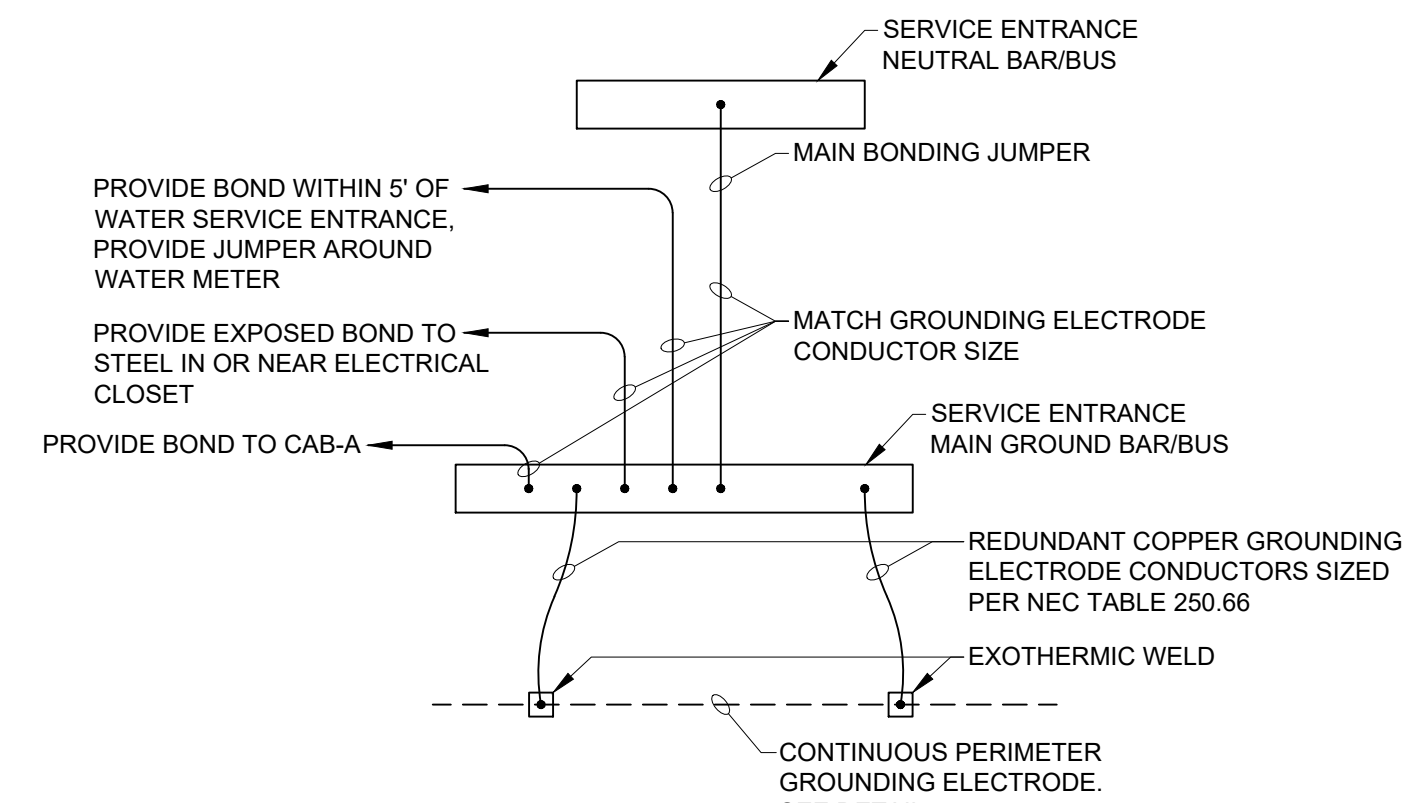 SERVICE ENTRANCE
NEUTRAL BAR/BUS
MAIN BONDING JUMPER
PROVIDE BOND WITHIN 5' OF
WATER SERVICE ENTRANCE,
PROVIDE JUMPER AROUND
WATER METER
PROVIDE EXPOSED BOND TO
STEEL IN OR NEAR ELECTRICAL
CLOSET
MATCH GROUNDING ELECTRODE
CONDUCTOR SIZE
PROVIDE BOND TO CAB-A
SERVICE ENTRANCE
MAIN GROUND BAR/BUS
REDUNDANT COPPER GROUNDING
ELECTRODE CONDUCTORS SIZED
PER NEC TABLE 250.66
EXOTHERMIC WELD
CONTINUOUS PERIMETER
GROUNDING ELECTRODE.